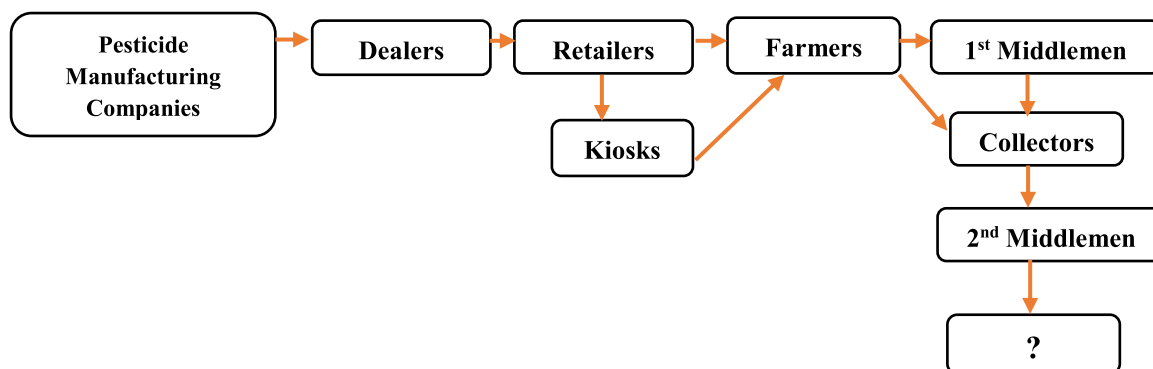 Pesticide
Manufacturing
Companies
Dealers
Retailers
Farmers
1st Middlemen
Kiosks
Collectors
2nd Middlemen
?